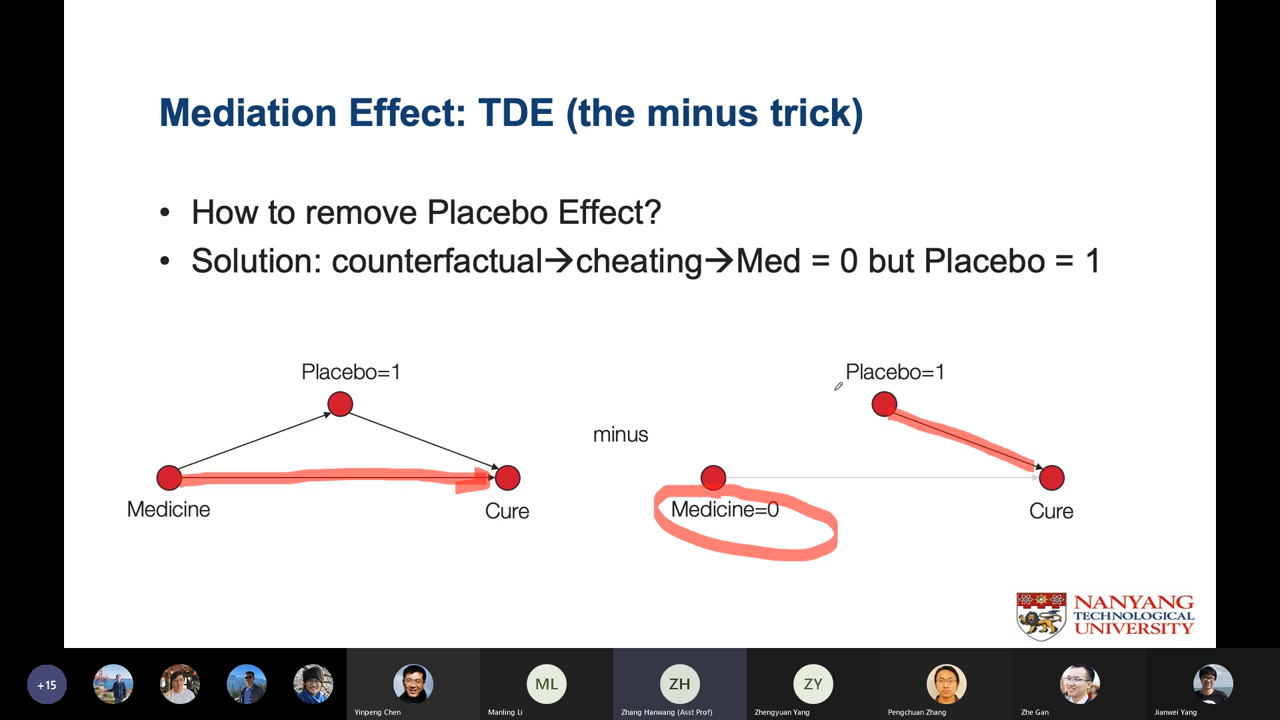 Mediation Effect: TDE (the minus trick)
• How to remove Placebo Effect?
• Solution: counterfactual→cheating→Med = 0 but Placebo = 1
Placebo=1
Placebo=1
minus
Medicine
Cure
Medicine=0
Cure
NANYANG
TECHNOLOGICAL
UNIVERSITY
+15
ML
ZH
ZY
Yinpeng Chen
Manling Li
Zhang Hanwang (Asst Prof)
Zhengyuan Yang
Pengchuan Zhang
Zhe Gan
Jianwei Yang